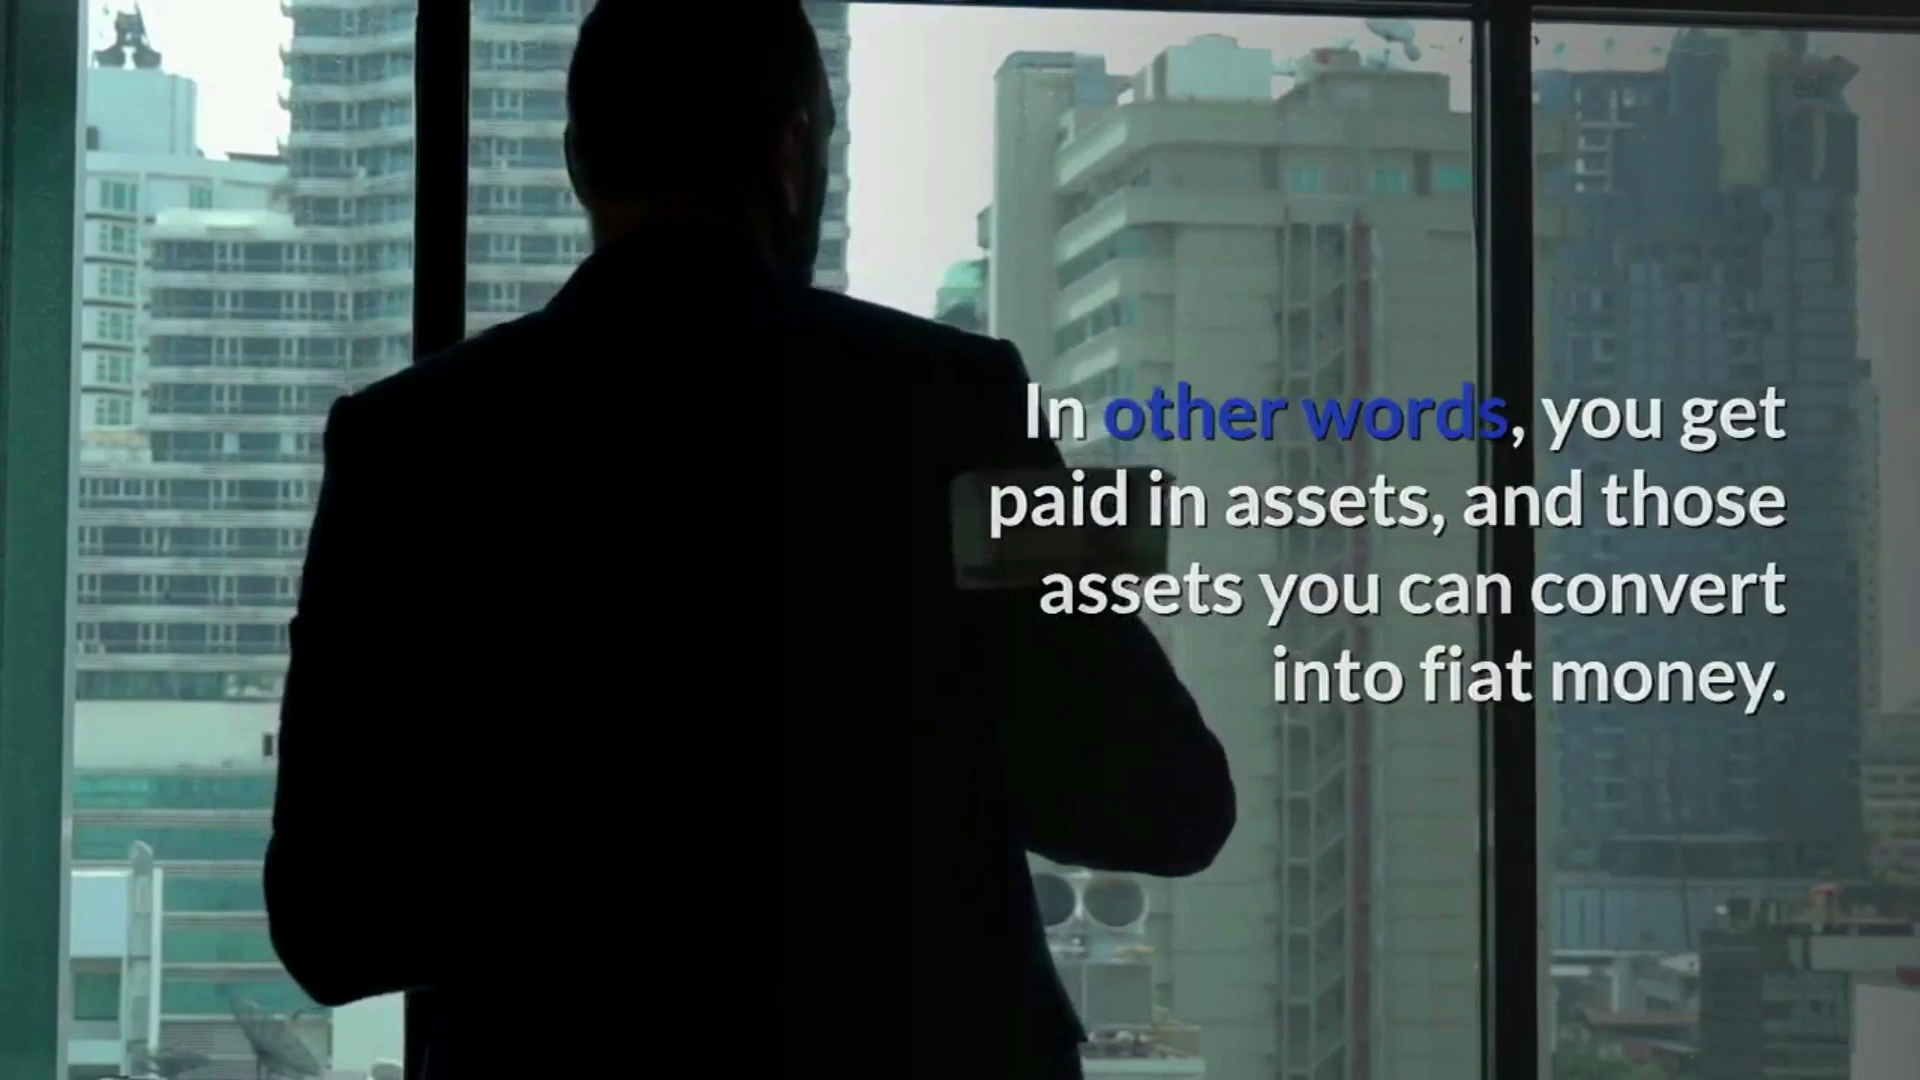 In other words, you get
paid in assets, and those
assets you can convert
into fiat money.